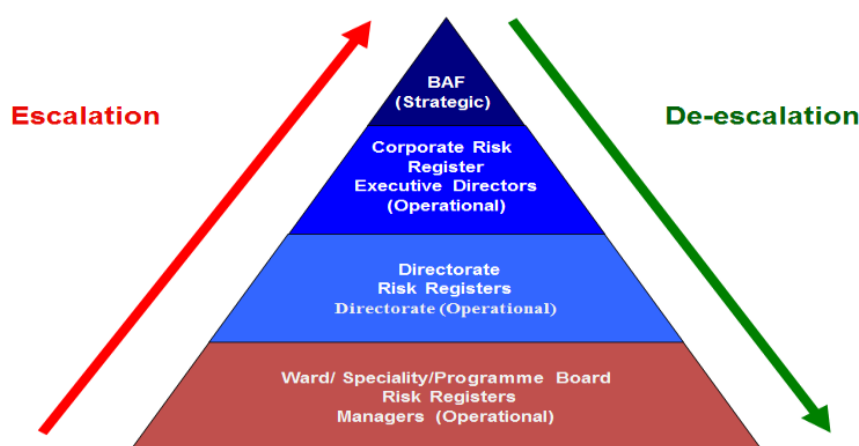 BAF
(Strategic)
Escalation
De-escalation
Corporate Risk
Register
Executive Directors
(Operational)
Directorate
Risk Registers
Directorate (Operational)
Ward/ Speciality/Programme Board
Risk Registers
Managers (Operational)